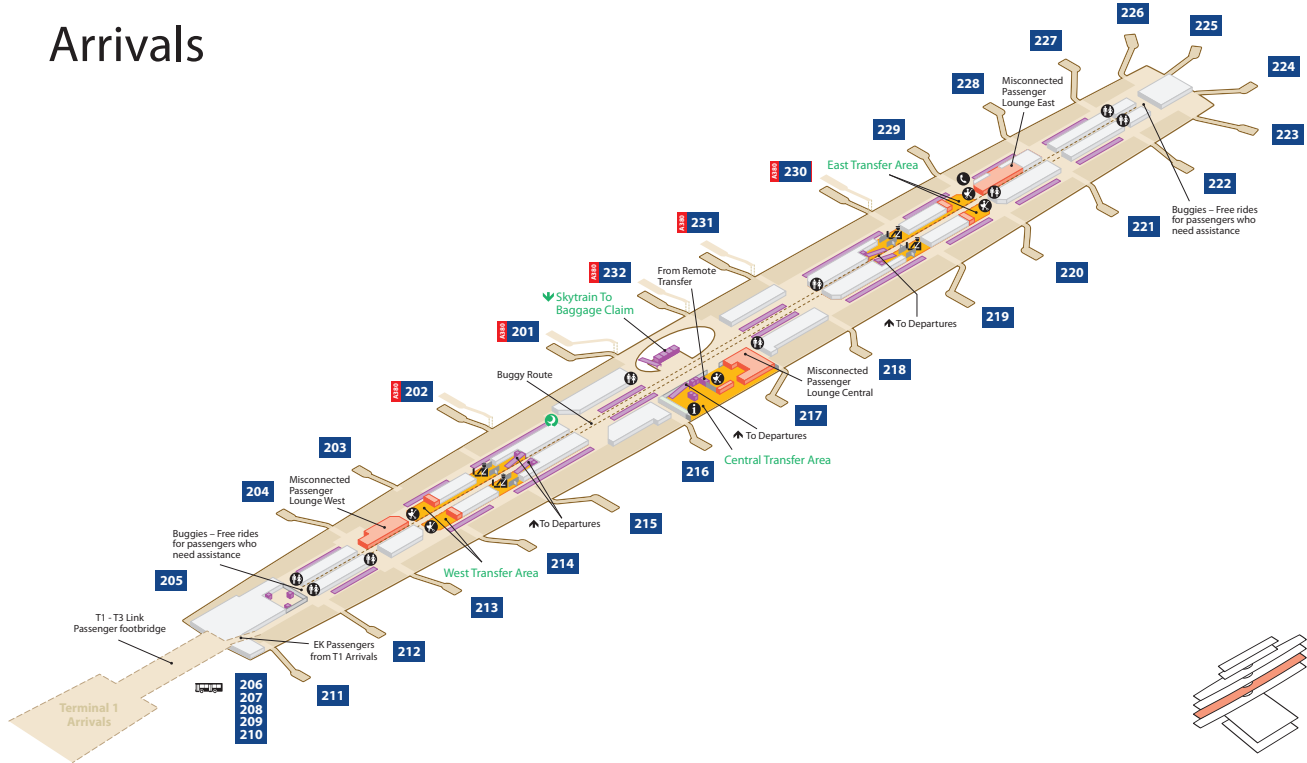 Arrivals
226
225
227
224
228
Misconnected
Passenger
Lounge East
223
229
East Transfer Area
A380 230
222
Buggies – Free rides
for passengers who
need assistance
221
A380 231
220
From Remote
Transfer
A380 232
Skytrain To
Baggage Claim
219
To Departures
A380 201
218
Misconnected
Passenger
Lounge Central
Buggy Route
A380 202
217
To Departures
Central Transfer Area
216
203
Misconnected
Passenger
Lounge West
204
215
To Departures
Buggies – Free rides
for passengers who
need assistance
214
West Transfer Area
205
213
T1 - T3 Link
Passenger footbridge
EK Passengers
from T1 Arrivals
212
211
206
207
208
209
210
Terminal 1
Arrivals